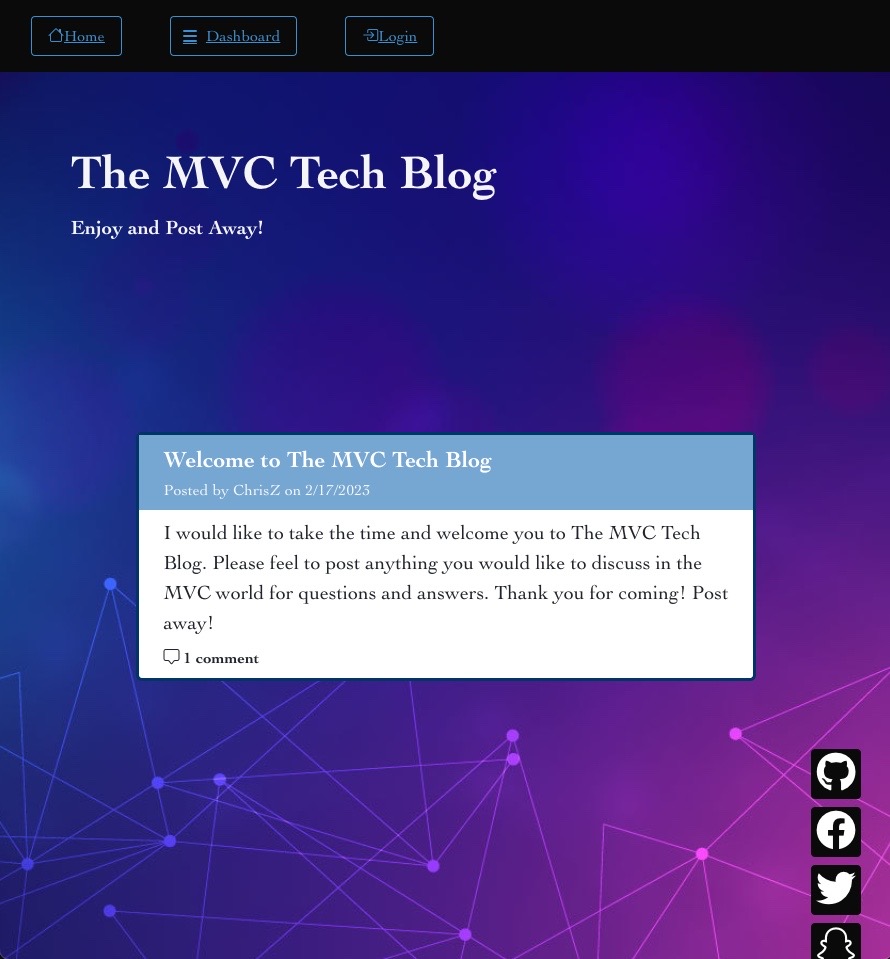 Home Dashboard Login
The MVC Tech Blog
Enjoy and Post Away!
Welcome to The MVC Tech Blog
Posted by ChrisZ on 2/17/2023
I would like to take the time and welcome you to The MVC Tech
Blog. Please feel to post anything you would like to discuss in the
MVC world for questions and answers. Thank you for coming! Post
away!
1 comment